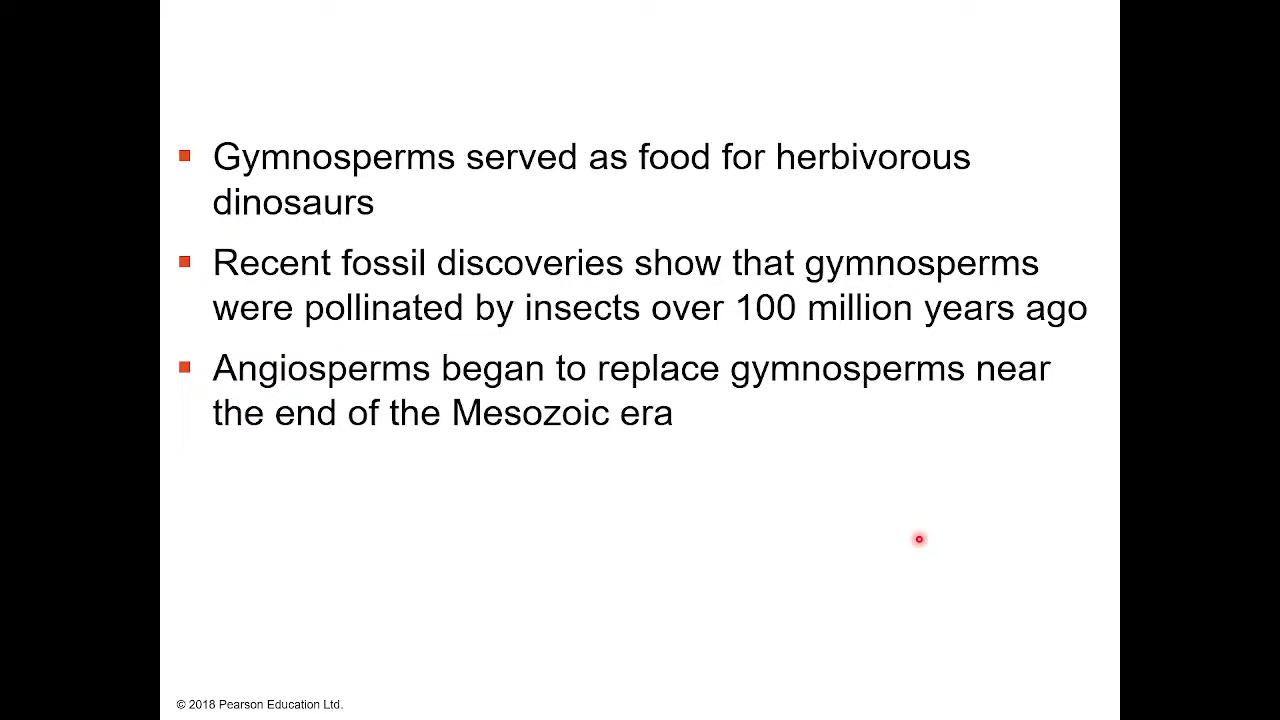 Gymnosperms served as food for herbivorous
dinosaurs
Recent fossil discoveries show that gymnosperms
were pollinated by insects over 100 million years ago
Angiosperms began to replace gymnosperms near
the end of the Mesozoic era
© 2018 Pearson Education Ltd.